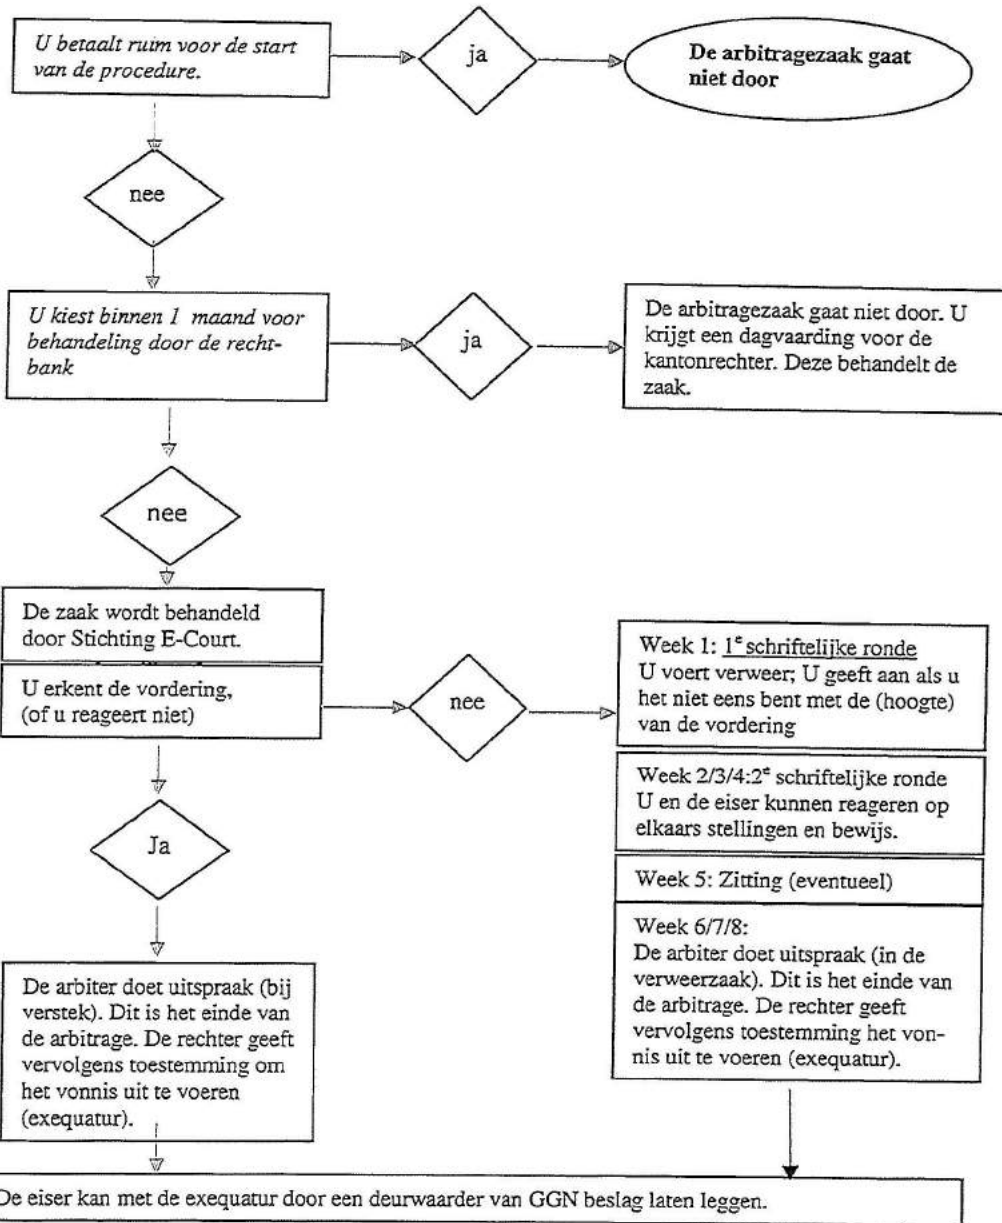 U betaalt ruim voor de start
van de procedure.
ja
De arbitragezaak gaat
niet door
nee
U kiest binnen 1 maand voor
behandeling door de recht-
bank
ja
De arbitragezaak gaat niet door. U
krijgt een dagvaarding voor de
kantonrechter. Deze behandelt de
zaak.
nee
De zaak wordt behandeld
door Stichting E-Court.
U erkent de vordering,
(of u reageert niet)
nee
Week 1: 1e schriftelijke ronde
U voert verweer; U geeft aan als u
het niet eens bent met de (hoogte)
van de vordering
Week 2/3/4:2e schriftelijke ronde
U en de eiser kunnen reageren op
elkaars stellingen en bewijs.
Week 5: Zitting (eventueel)
Week 6/7/8:
De arbiter doet uitspraak (in de
verweerzaak). Dit is het einde van
de arbitrage. De rechter geeft
vervolgens toestemming het von-
nis uit te voeren (exequatur).
Ja
De arbiter doet uitspraak (bij
verstek). Dit is het einde van
de arbitrage. De rechter geeft
vervolgens toestemming om
het vonnis uit te voeren
(exequatur).
De eiser kan met de exequatur door een deurwaarder van GGN beslag laten leggen.